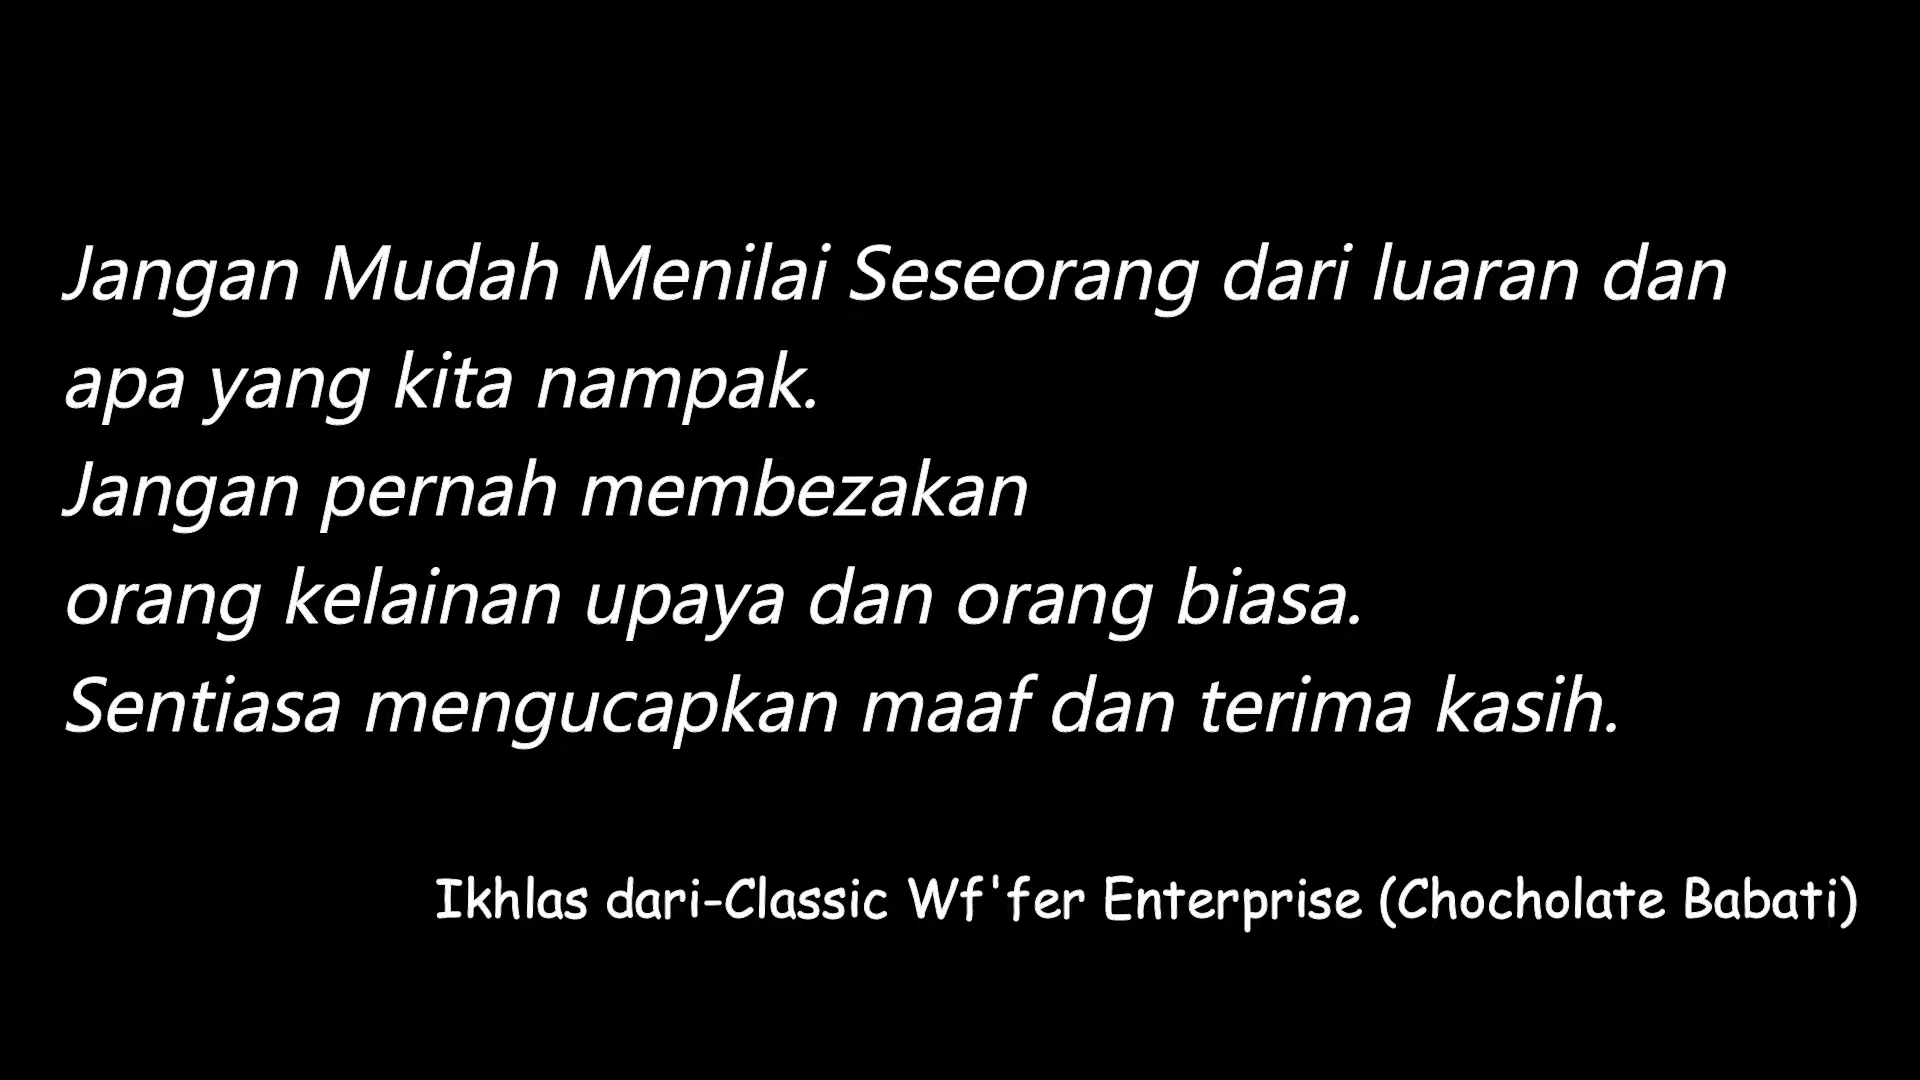 Jangan Mudah Menilai Seseorang dari luaran dan
apa yang kita nampak.
Jangan pernah membezakan
orang kelainan upaya dan orang biasa.
Sentiasa mengucapkan maaf dan terima kasih.
Ikhlas dari-Classic Wf'fer Enterprise (Chocholate Babati)